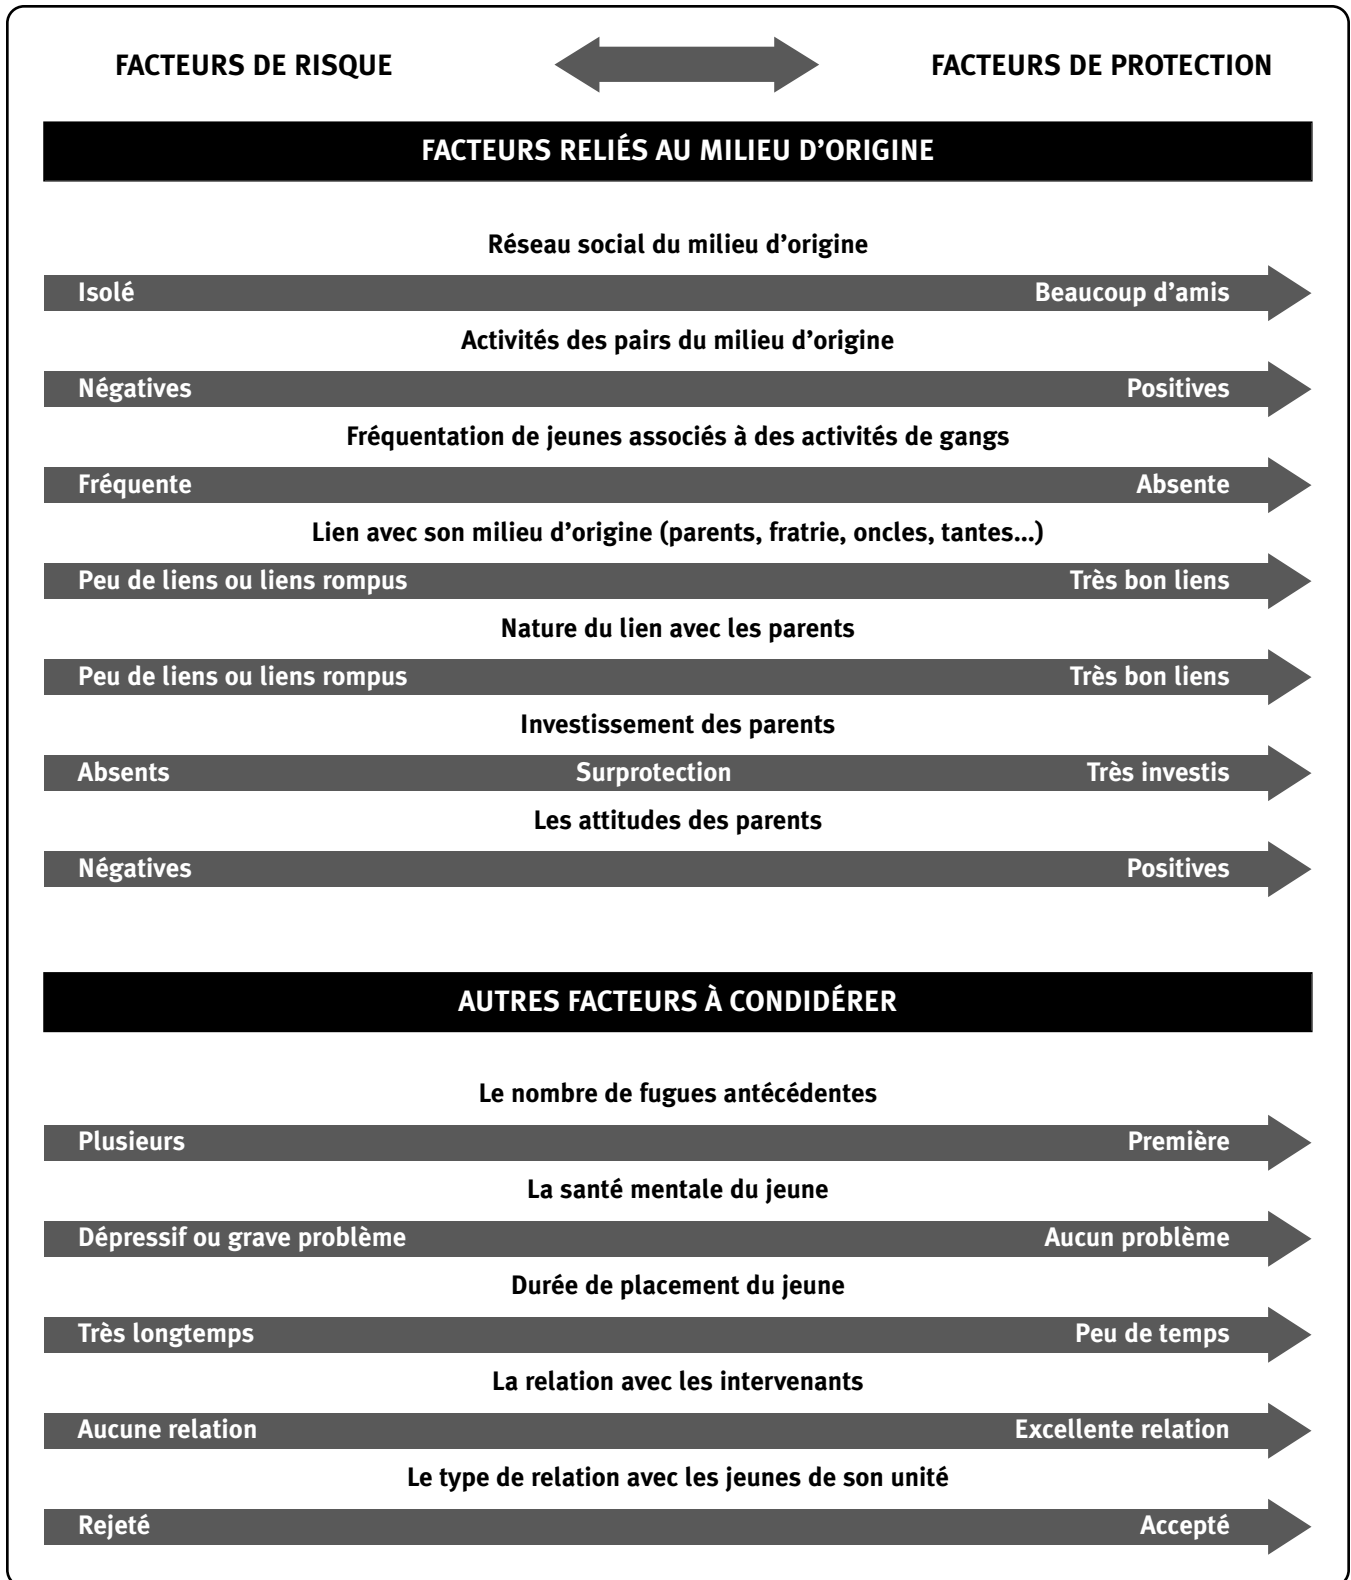 FACTEURS DE RISQUE FACTEURS DE PROTECTION
FACTEURS RELIÉS AU MILIEU D'ORIGINE
Réseau social du milieu d'origine
Isolé Beaucoup d'amis
Activités des pairs du milieu d'origine
Négatives Positives
Fréquentation de jeunes associés à des activités de gangs
Fréquente Absente
Lien avec son milieu d'origine (parents, fratrie, oncles, tantes...)
Peu de liens ou liens rompus Très bon liens
Nature du lien avec les parents
Peu de liens ou liens rompus Très bon liens
Investissement des parents
Absents Surprotection Très investis
Les attitudes des parents
Négatives Positives
AUTRES FACTEURS À CONDIDÉRER
Le nombre de fugues antécédentes
Plusieurs Première
La santé mentale du jeune
Dépressif ou grave problème Aucun problème
Durée de placement du jeune
Très longtemps Peu de temps
La relation avec les intervenants
Aucune relation Excellente relation
Le type de relation avec les jeunes de son unité
Rejeté Accepté